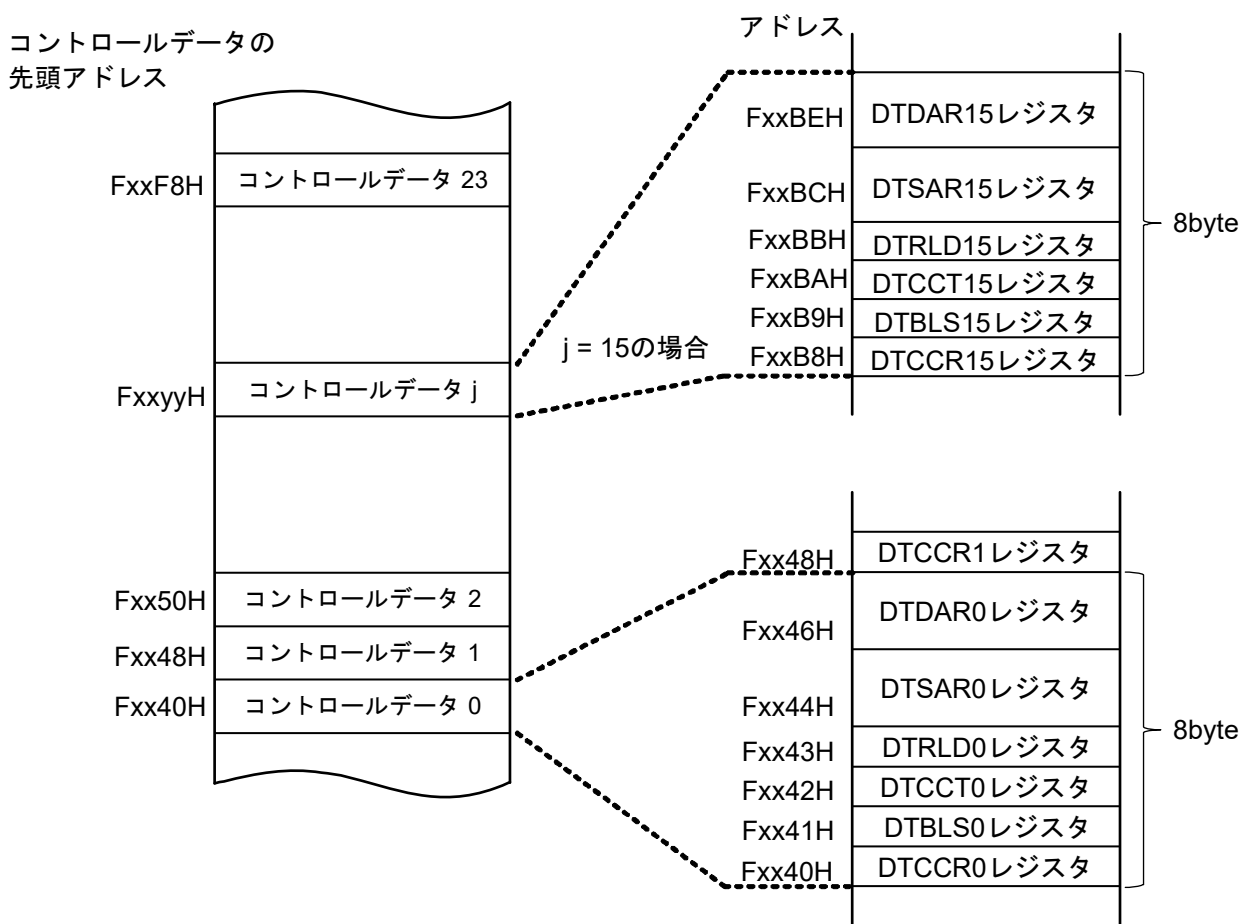 コントロールデータの
先頭アドレス
FxxF8H
コントロールデータ 23
FxxyyH
コントロールデータ j
Fxx50H
コントロールデータ 2
Fxx48H
コントロールデータ 1
Fxx40H
コントロールデータ 0
j = 15の場合
アドレス
FxxBEH
DTDAR15レジスタ
FxxBCH
DTSAR15レジスタ
FxxBBH
DTRLD15レジスタ
FxxBAH
DTCCT15レジスタ
FxxB9H
DTBLS15レジスタ
FxxB8H
DTCCR15レジスタ
8byte
Fxx48H
DTCCR1レジスタ
Fxx46H
DTDAR0レジスタ
Fxx44H
DTSAR0レジスタ
Fxx43H
DTRLD0レジスタ
Fxx42H
DTCCT0レジスタ
Fxx41H
DTBLS0レジスタ
Fxx40H
DTCCR0レジスタ
8byte